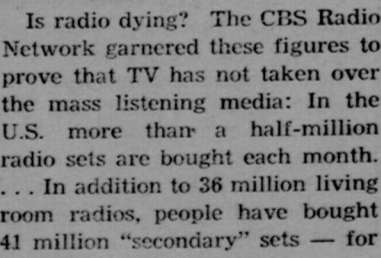 Is radio dying? The CBS Radio
Network garnered these figures to
prove that TV has not taken over
the mass listening media: In the
U.S. more than a half-million
radio sets are bought each month.
. . . In addition to 36 million living
room radios, people have bought
41 million "secondary" sets — for